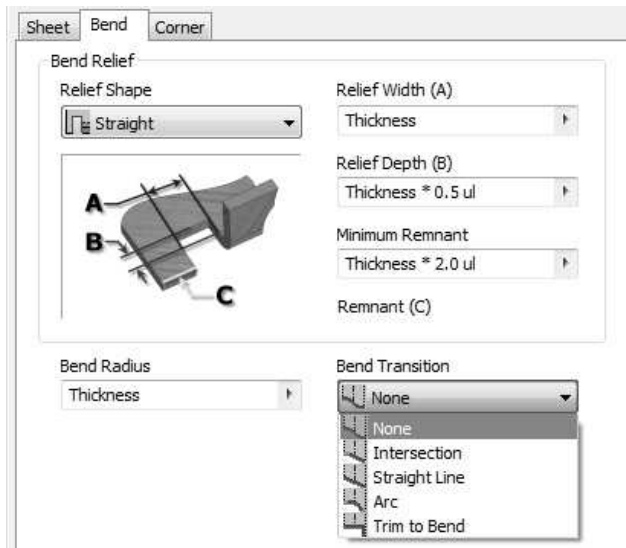 Sheet Bend Corner
Bend Relief
Relief Shape
Straight
Relief Width (A)
Thickness
Relief Depth (B)
Thickness * 0.5 ul
Minimum Remnant
Thickness * 2.0 ul
Remnant (C)
A
B
C
Bend Radius
Thickness
Bend Transition
None
None
Intersection
Straight Line
Arc
Trim to Bend